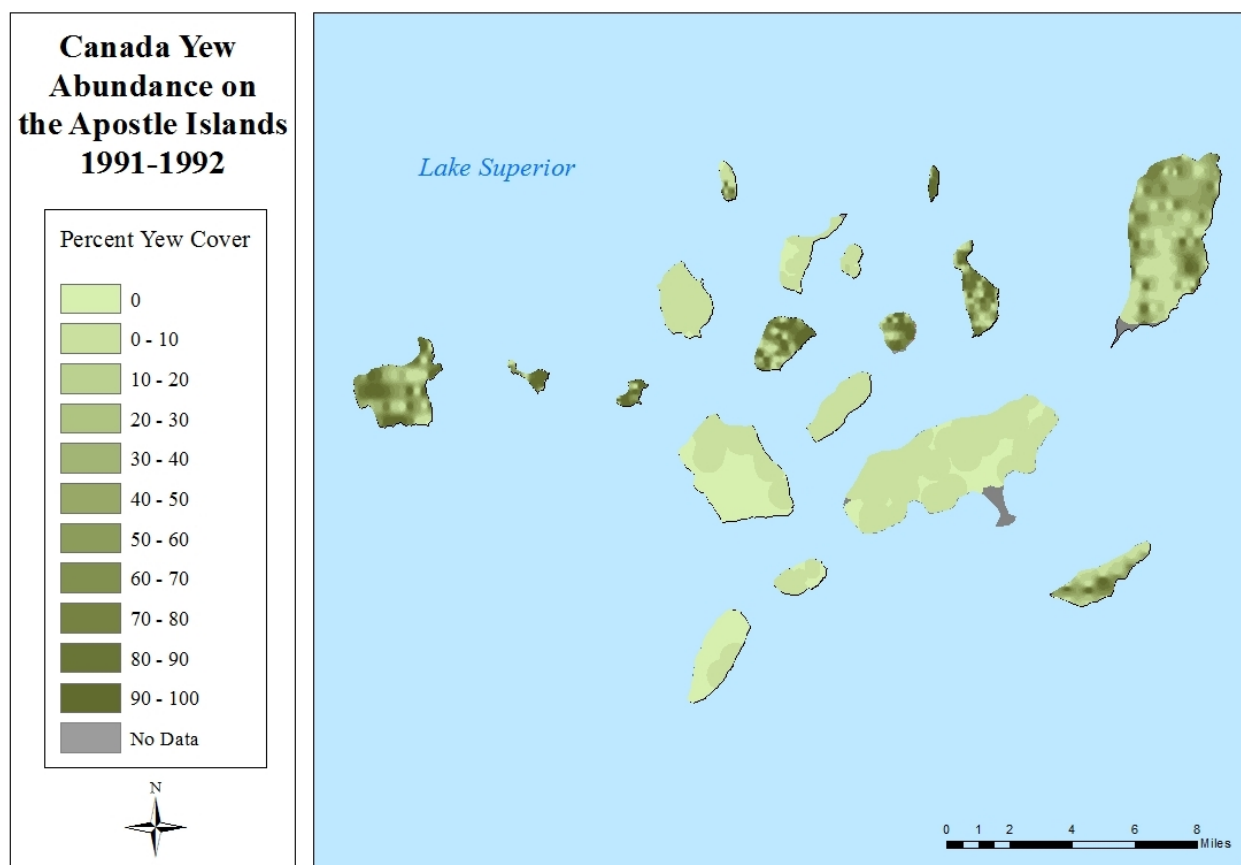 Canada Yew
Abundance on
the Apostle Islands
1991-1992
Percent Yew Cover
0
0 - 10
10 - 20
20 - 30
30 - 40
40 - 50
50 - 60
60 - 70
70 - 80
80 - 90
90 - 100
No Data
N
Lake Superior
0 1 2 4 6 8
Miles